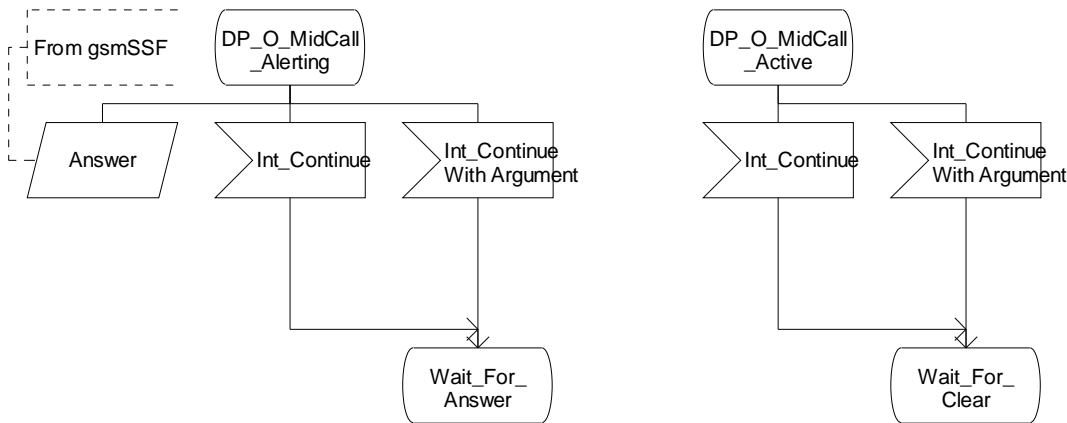 From gsmSSF
DP_O_MidCall
_Alerting
DP_O_MidCall
_Active
Answer
Int_Continue
Int_Continue
With Argument
Int_Continue
Int_Continue
With Argument
Wait_For_
Answer
Wait_For_
Clear